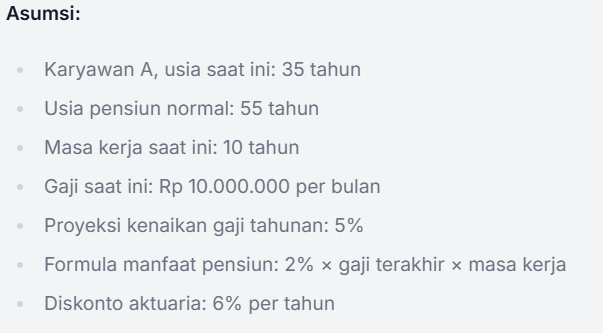 Asumsi:
Karyawan A, usia saat ini: 35 tahun
Usia pensiun normal: 55 tahun
Masa kerja saat ini: 10 tahun
Gaji saat ini: Rp 10.000.000 per bulan
Proyeksi kenaikan gaji tahunan: 5%
Formula manfaat pensiun: 2% × gaji terakhir × masa kerja
Diskonto aktuaria: 6% per tahun